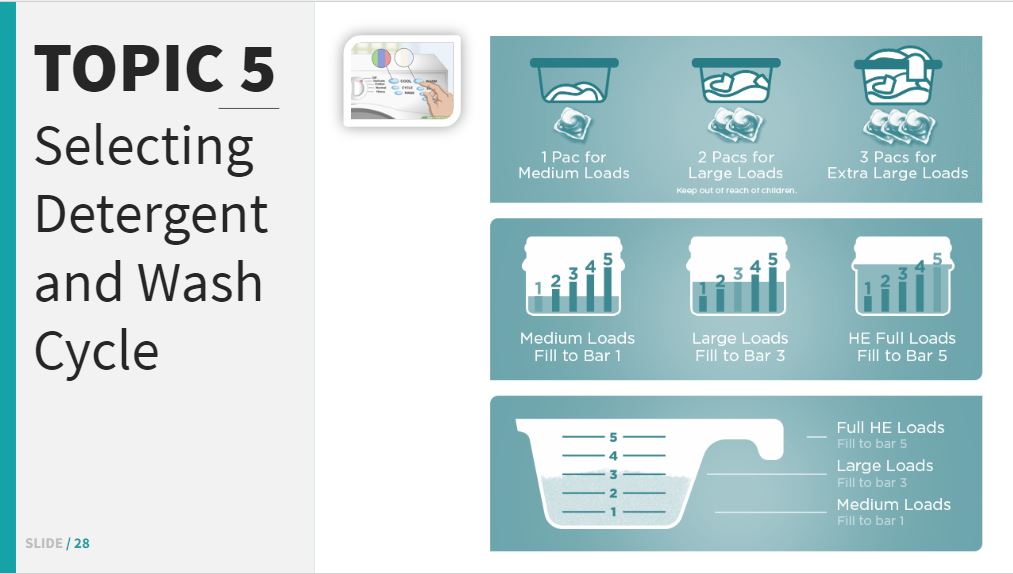 TOPIC 5
Selecting
Detergent
and Wash
Cycle
SLIDE / 28
COOL
CYCLE
1 Pac for
Medium Loads
2 Pacs for
Large Loads
Keep out of reach of children.
3 Pacs for
Extra Large Loads
1 2 3 4 5
Medium Loads
Fill to Bar 1
1 2 3 4 5
Large Loads
Fill to Bar 3
1 2 3 4 5
HE Full Loads
Fill to Bar 5
5
4
3
2
1
Full HE Loads
Fill to bar 5
Large Loads
Fill to bar 3
Medium Loads
Fill to bar 1